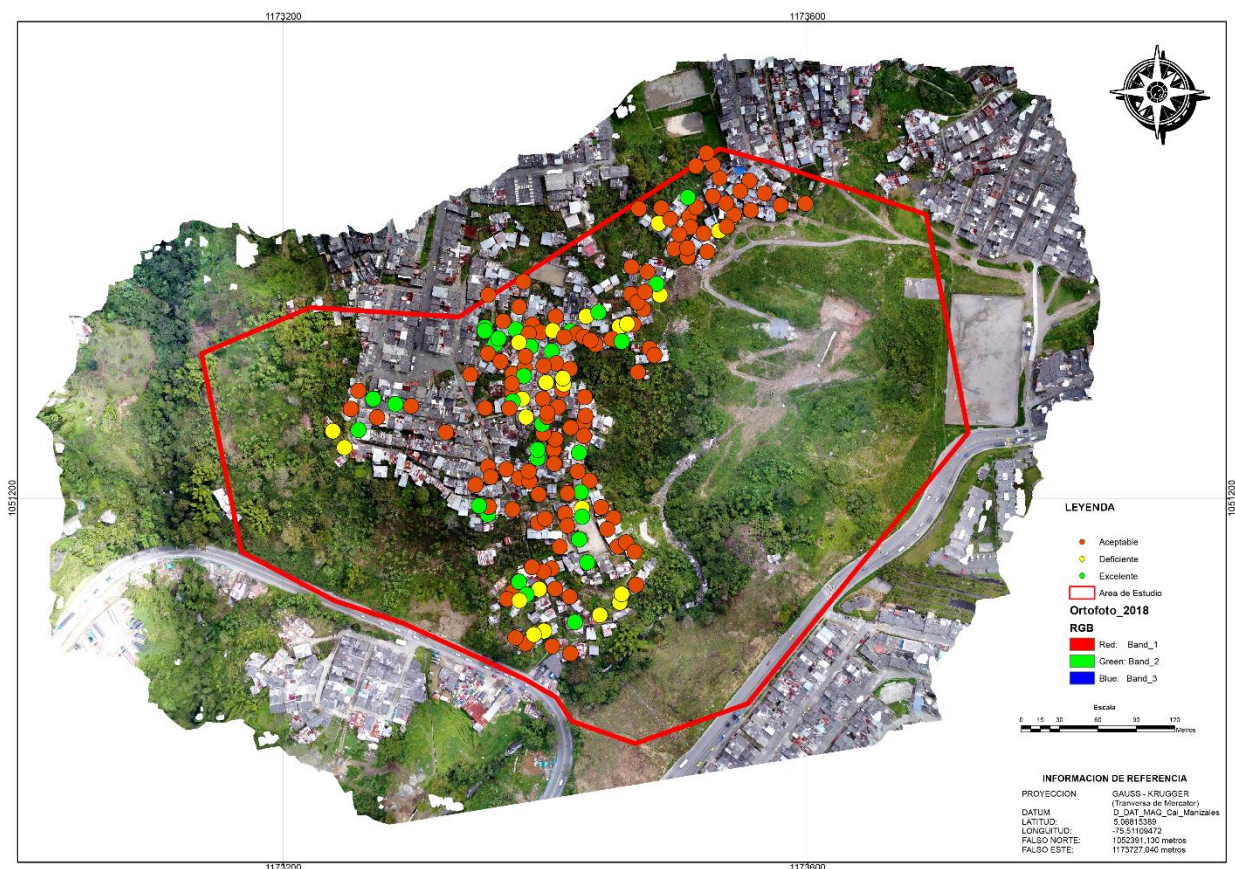 1173200
1173600
1051200
1051200
LEYENDA
Aceptable
Deficiente
Excelente
Area de Estudio
Ortofoto_2018
RGB
Red: Band_1
Green: Band_2
Blue: Band_3
Escala
0 15 30 60 90 120
Metros
INFORMACION DE REFERENCIA
PROYECCION GAUSS - KRUGGER
(Tranversa de Mercator)
DATUM D_DAT_MAG_Cal_Manizales
LATITUD: 5,06815389
LONGUITUD: -75,51109472
FALSO NORTE: 1052391,130 metros
FALSO ESTE: 1173727,040 metros
1173200
1173600